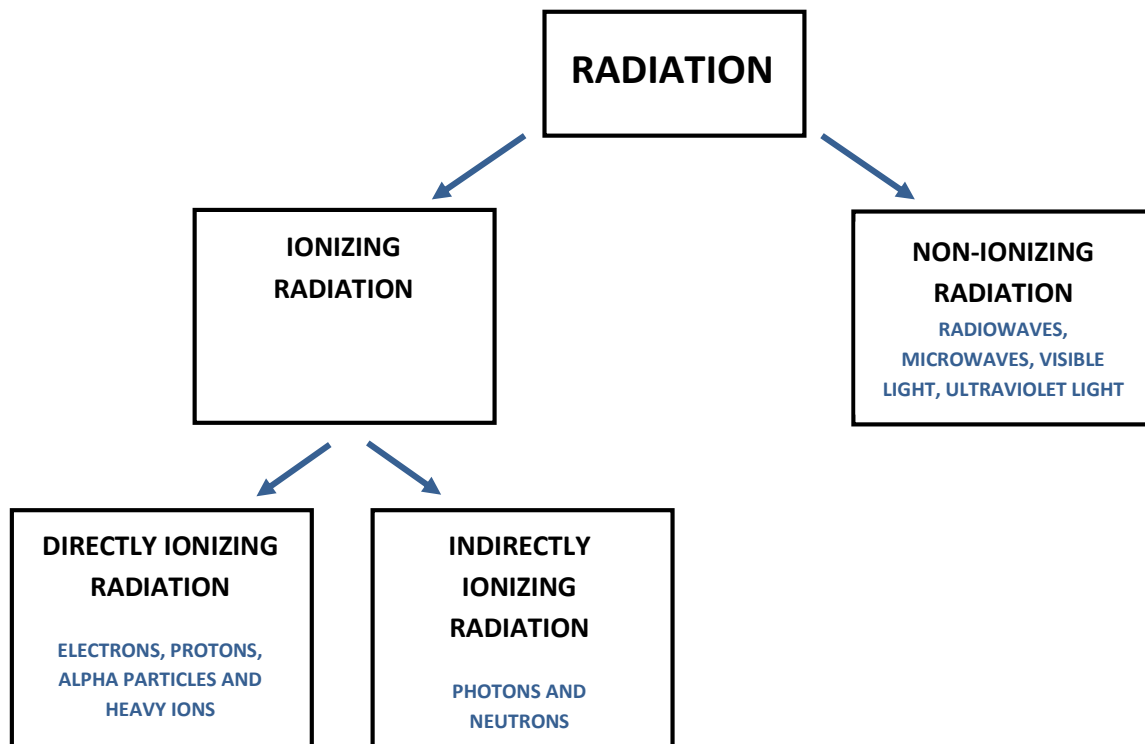 RADIATION
IONIZING
RADIATION
NON-IONIZING
RADIATION
RADIOWAVES,
MICROWAVES, VISIBLE
LIGHT, ULTRAVIOLET LIGHT
DIRECTLY IONIZING
RADIATION
ELECTRONS, PROTONS,
ALPHA PARTICLES AND
HEAVY IONS
INDIRECTLY
IONIZING
RADIATION
PHOTONS AND
NEUTRONS